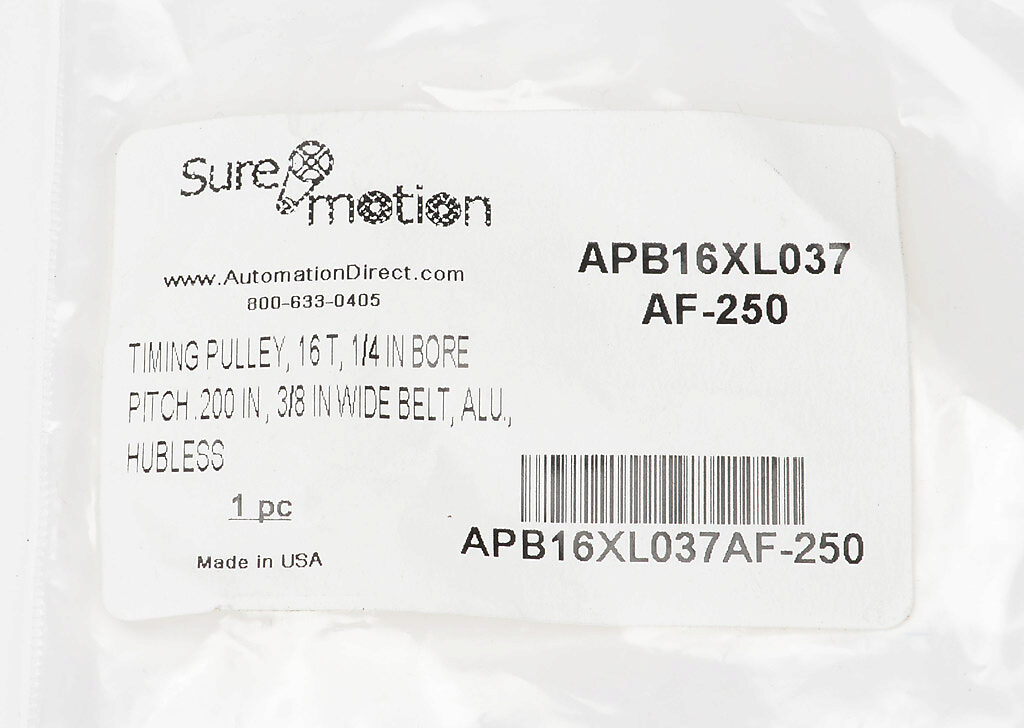 Sure motion
www.AutomationDirect.com
800-633-0405
TIMING PULLEY, 16 T, 1/4 IN BORE
PITCH .200 IN, 3/8 IN WIDE BELT, ALU.,
HUBLESS
1 pc
Made in USA
APB16XL037
AF-250
APB16XL037AF-250